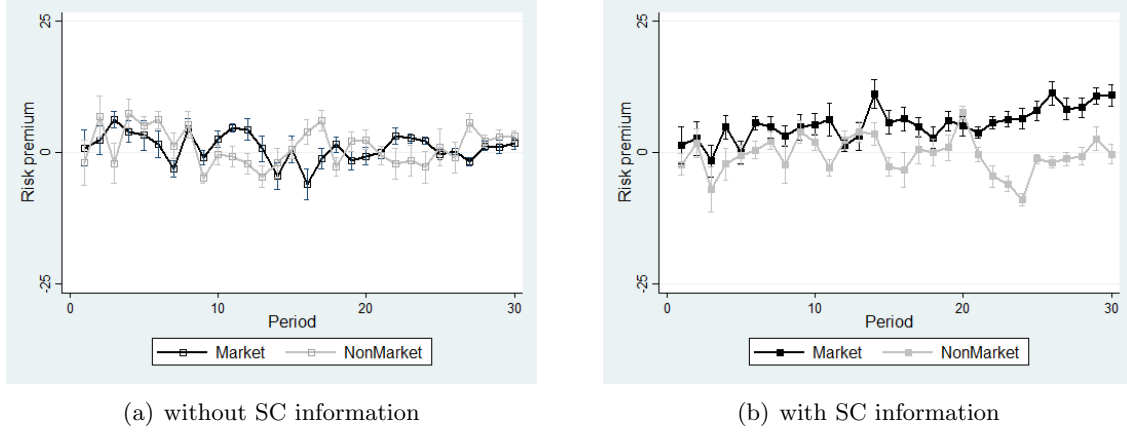 25
0
-25
Risk premium
0
10
20
30
Period
Market
NonMarket
(a) without SC information
25
0
-25
Risk premium
0
10
20
30
Period
Market
NonMarket
(b) with SC information